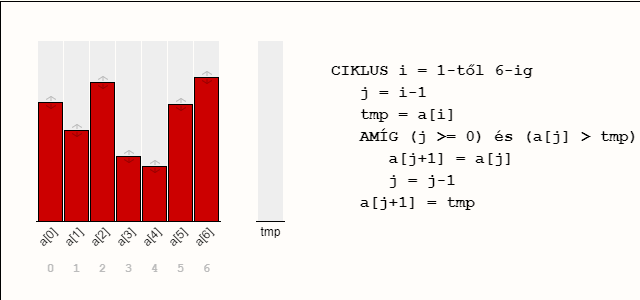 CIKLUS i = 1-től 6-ig
j = i-1
tmp = a[i]
AMÍG (j >= 0) és (a[j] > tmp)
a[j+1] = a[j]
j = j-1
a[j+1] = tmp
a[0] a[1] a[2] a[3] a[4] a[5] a[6] tmp
0 1 2 3 4 5 6